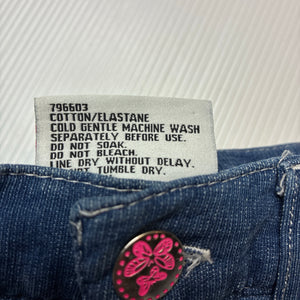 796603
COTTON/ELASTANE
COLD GENTLE MACHINE WASH
SEPARATELY BEFORE USE.
DO NOT SOAK.
DO NOT BLEACH.
LINE DRY WITHOUT DELAY.
NOT TUMBLE DRY.